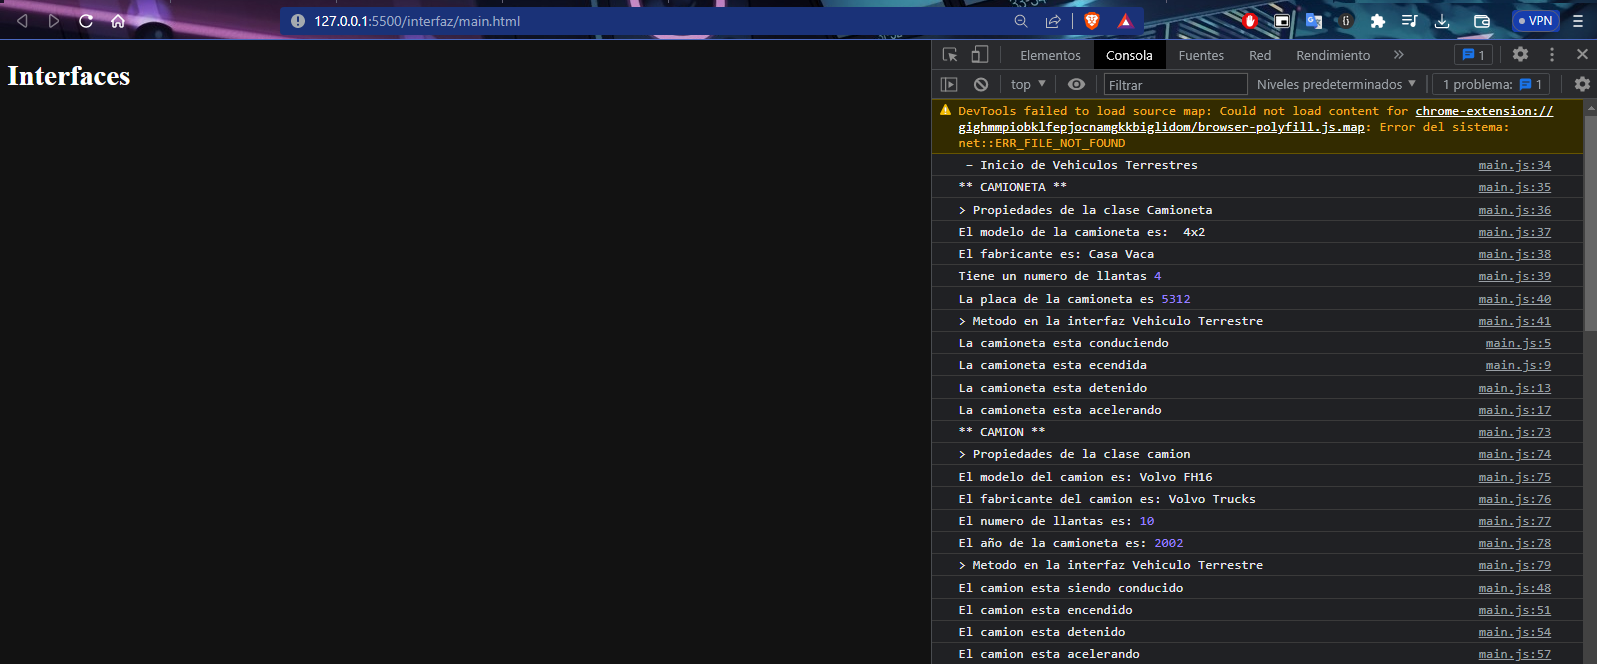 127.0.0.1:5500/interfaz/main.html
VPN
Interfaces
Elementos Consola Fuentes Red Rendimiento » 1
top Filtrar Niveles predeterminados 1 problema: 1
DevTools failed to load source map: Could not load content for chrome-extension://
gighmmpiobklfepjocnamgkkbiglidom/browser-polyfill.js.map: Error del sistema:
net::ERR_FILE_NOT_FOUND
- Inicio de Vehiculos Terrestres main.js:34
** CAMIONETA ** main.js:35
> Propiedades de la clase Camioneta main.js:36
El modelo de la camioneta es:  4x2 main.js:37
El fabricante es: Casa Vaca main.js:38
Tiene un numero de llantas 4 main.js:39
La placa de la camioneta es 5312 main.js:40
> Metodo en la interfaz Vehiculo Terrestre main.js:41
La camioneta esta conduciendo main.js:5
La camioneta esta ecendida main.js:9
La camioneta esta detenido main.js:13
La camioneta esta acelerando main.js:17
** CAMION ** main.js:73
> Propiedades de la clase camion main.js:74
El modelo del camion es: Volvo FH16 main.js:75
El fabricante del camion es: Volvo Trucks main.js:76
El numero de llantas es: 10 main.js:77
El año de la camioneta es: 2002 main.js:78
> Metodo en la interfaz Vehiculo Terrestre main.js:79
El camion esta siendo conducido main.js:48
El camion esta encendido main.js:51
El camion esta detenido main.js:54
El camion esta acelerando main.js:57